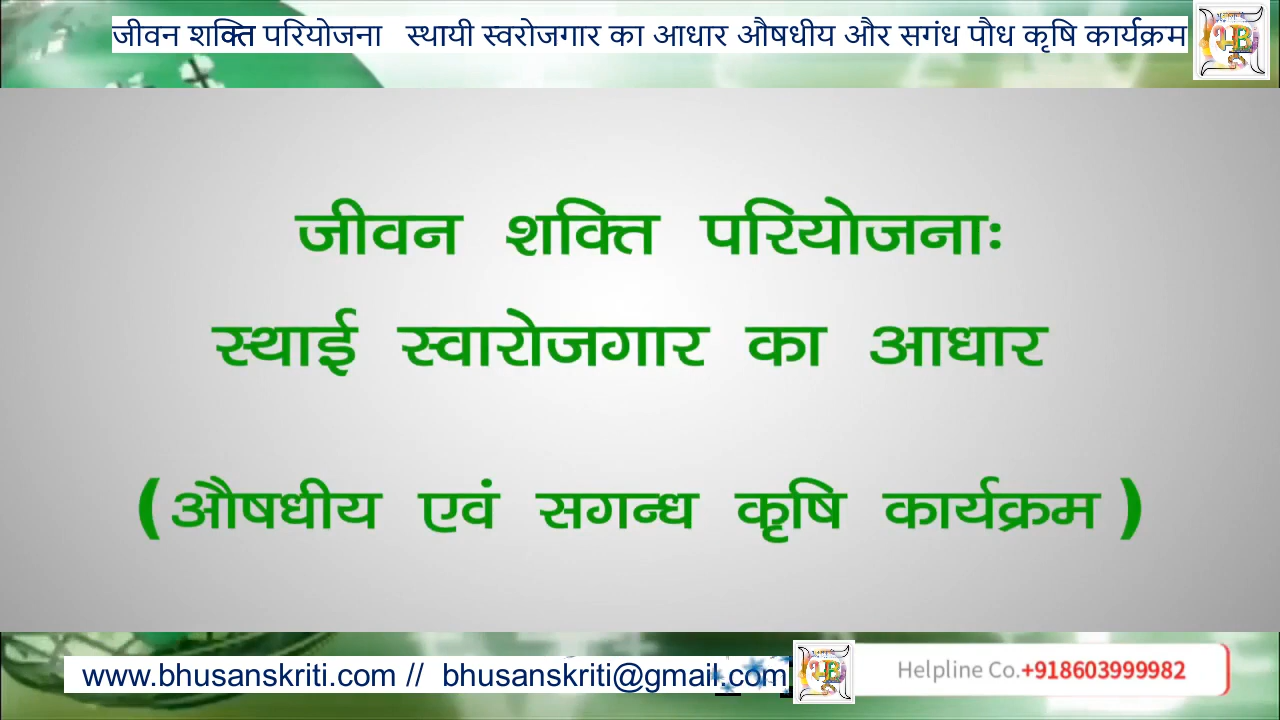 जीवन शक्ति परियोजना स्थायी स्वरोजगार का आधार औषधीय और सगंध पौध कृषि कार्यक्रम
जीवन शक्ति परियोजनाः
स्थाई स्वारोजगार का आधार
(औषधीय एवं सगन्ध कृषि कार्यक्रम)
www.bhusanskriti.com // bhusanskriti@gmail.com
Helpline Co.+918603999982